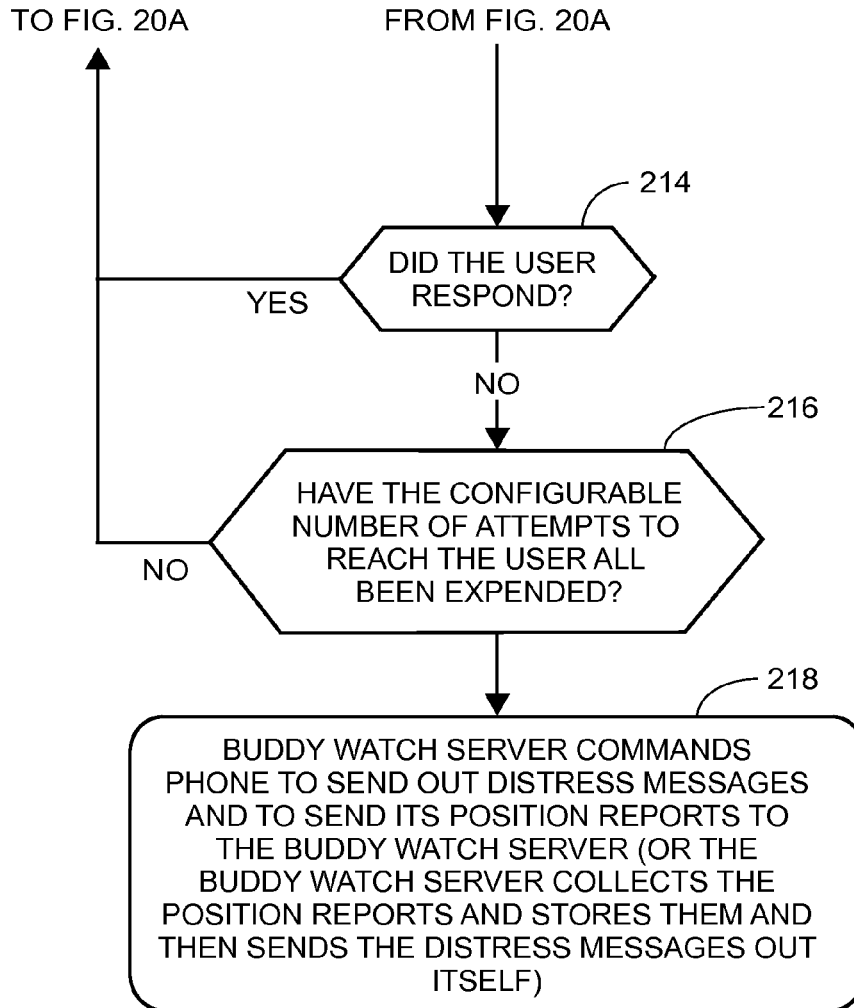 TO FIG. 20A
FROM FIG. 20A
214
DID THE USER
RESPOND?
YES
NO
216
HAVE THE CONFIGURABLE
NUMBER OF ATTEMPTS TO
REACH THE USER ALL
BEEN EXPENDED?
NO
218
BUDDY WATCH SERVER COMMANDS
PHONE TO SEND OUT DISTRESS MESSAGES
AND TO SEND ITS POSITION REPORTS TO
THE BUDDY WATCH SERVER (OR THE
BUDDY WATCH SERVER COLLECTS THE
POSITION REPORTS AND STORES THEM AND
THEN SENDS THE DISTRESS MESSAGES OUT
ITSELF)